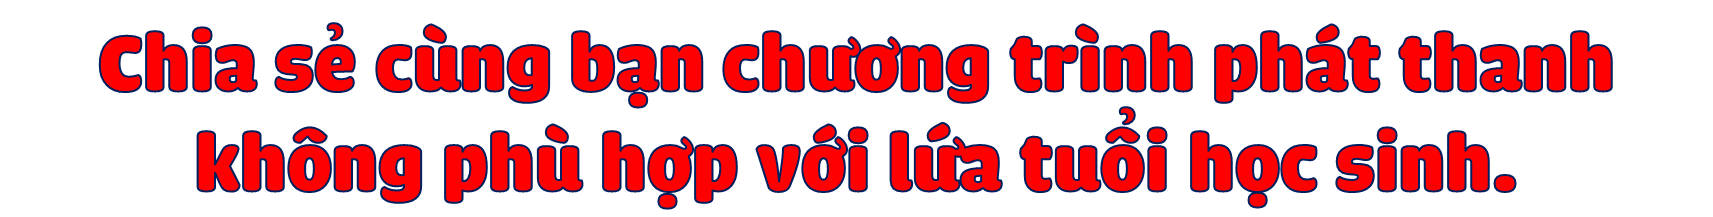 Chia sẻ cùng bạn chương trình phát thanh
không phù hợp với lứa tuổi học sinh.